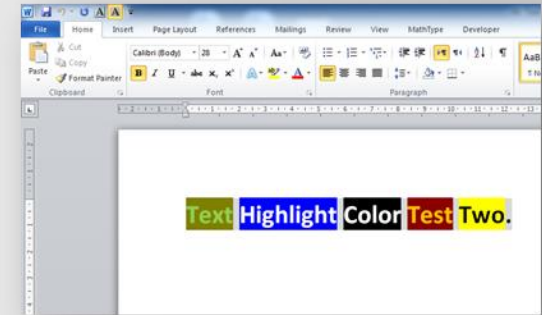 File Home Insert Page Layout References Mailings Review View MathType Developer
Cut
Calibri (Body) 28
Copy
Paste
Format Painter
Clipboard Font Paragraph
AaB
Text Highlight Color Test Two.